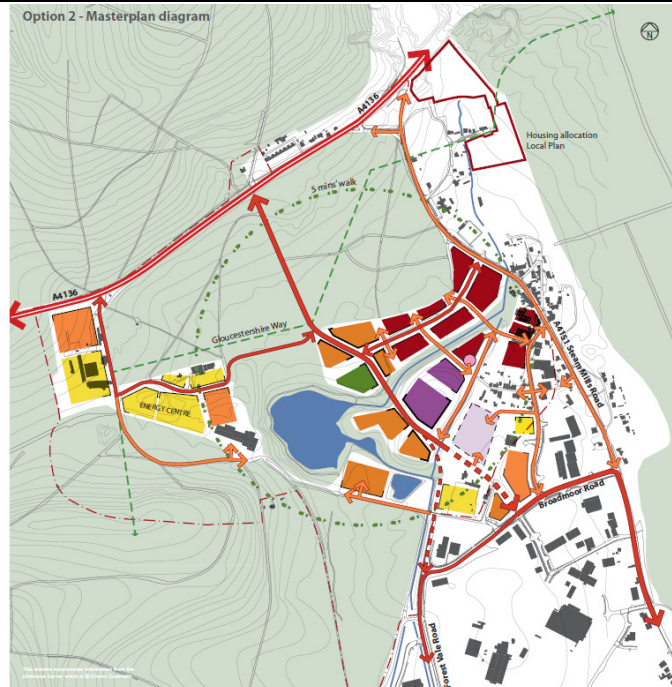 Option 2 - Masterplan diagram
N
A4136
Housing allocation
Local Plan
5 mins' walk
A4136
Gloucestershire Way
A4151 Steam Mills Road
ENERGY CENTRE
Broadmoor Road
Forest Vale Road